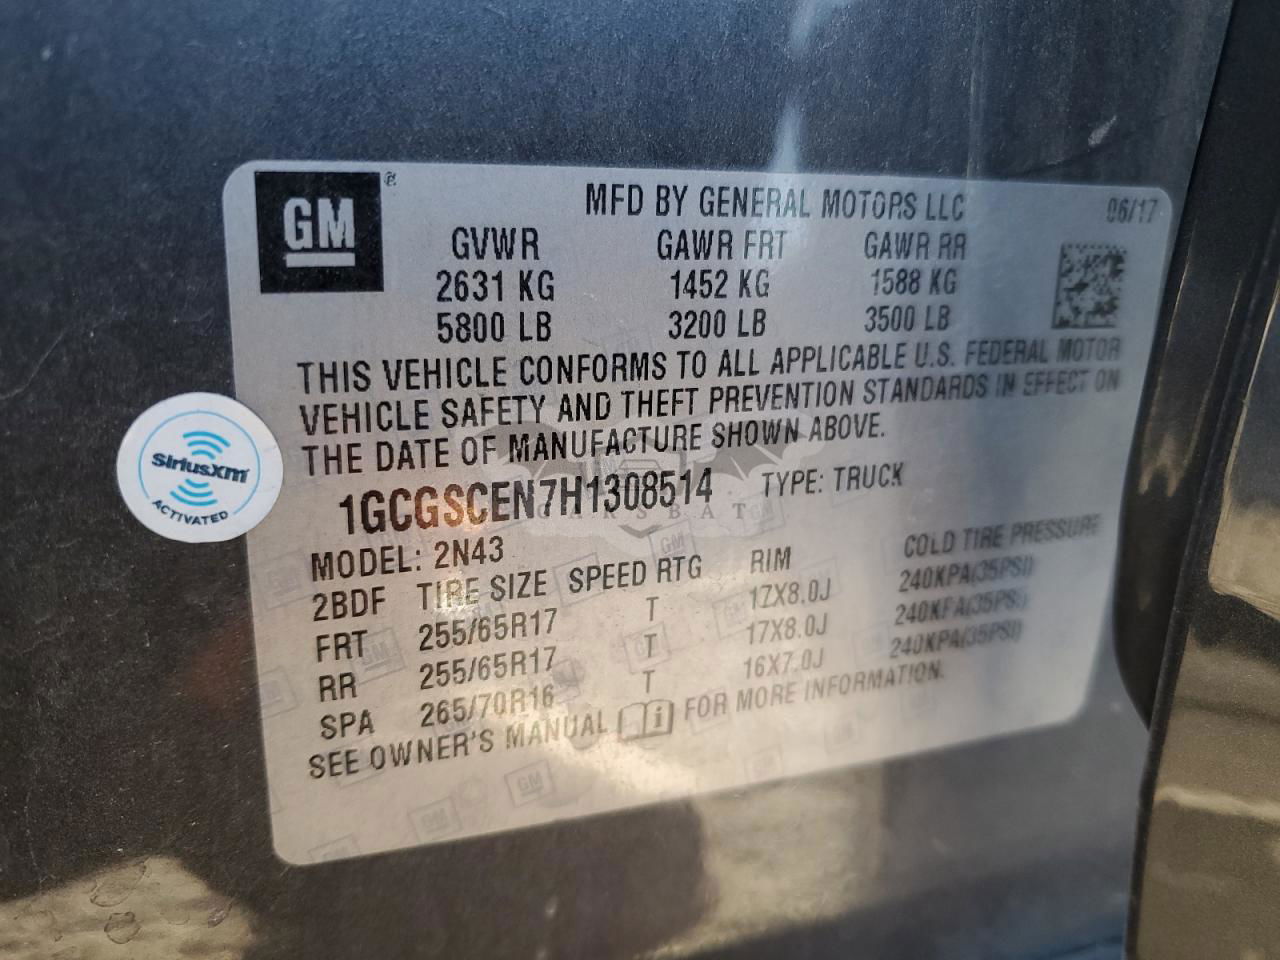 GM ®
MFD BY GENERAL MOTORS LLC 06/17
GVWR GAWR FRT GAWR RR
2631 KG 1452 KG 1588 KG
5800 LB 3200 LB 3500 LB
THIS VEHICLE CONFORMS TO ALL APPLICABLE U.S. FEDERAL MOTOR
VEHICLE SAFETY AND THEFT PREVENTION STANDARDS IN EFFECT ON
THE DATE OF MANUFACTURE SHOWN ABOVE.
1GCGSCEN7H1308514 TYPE: TRUCK
CARSBAT
MODEL: 2N43
2BDF TIRE SIZE SPEED RTG RIM COLD TIRE PRESSURE
FRT 255/65R17 T 17X8.0J 240KPA(35PSI)
RR 255/65R17 T 17X8.0J 240KPA(35PSI)
SPA 265/70R16 T 16X7.0J 240KPA(35PSI)
SEE OWNER'S MANUAL FOR MORE INFORMATION.
SiriusXM
ACTIVATED